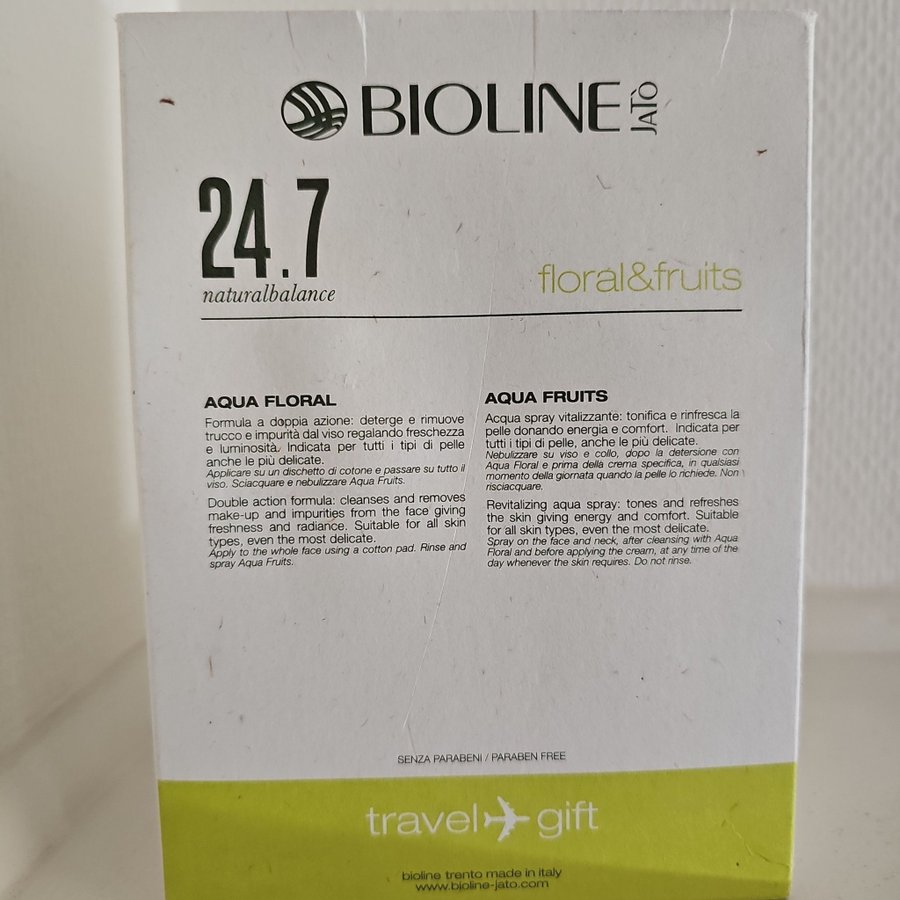 BIOLINE JATÒ
24.7
naturalbalance
floral&fruits
AQUA FLORAL
Formula a doppia azione: deterge e rimuove
trucco e impurità dal viso regalando freschezza
e luminosità. Indicata per tutti i tipi di pelle
anche le più delicate.
Applicare su un dischetto di cotone e passare su tutto il
viso. Sciacquare e nebulizzare Aqua Fruits.
Double action formula: cleanses and removes
make-up and impurities from the face giving
freshness and radiance. Suitable for all skin
types, even the most delicate.
Apply to the whole face using a cotton pad. Rinse and
spray Aqua Fruits.
AQUA FRUITS
Acqua spray vitalizzante: tonifica e rinfresca la
pelle donando energia e comfort. Indicata per
tutti i tipi di pelle, anche le più delicate.
Nebulizzare su viso e collo, dopo la detersione con
Aqua Floral e prima della crema specifica, in qualsiasi
momento della giornata quando la pelle lo richiede. Non
risciacquare.
Revitalizing aqua spray: tones and refreshes
the skin giving energy and comfort. Suitable
for all skin types, even the most delicate.
Spray on the face and neck, after cleansing with Aqua
Floral and before applying the cream, at any time of the
day whenever the skin requires. Do not rinse.
SENZA PARABENI / PARABEN FREE
travel gift
bioline trento made in italy
www.bioline-jato.com